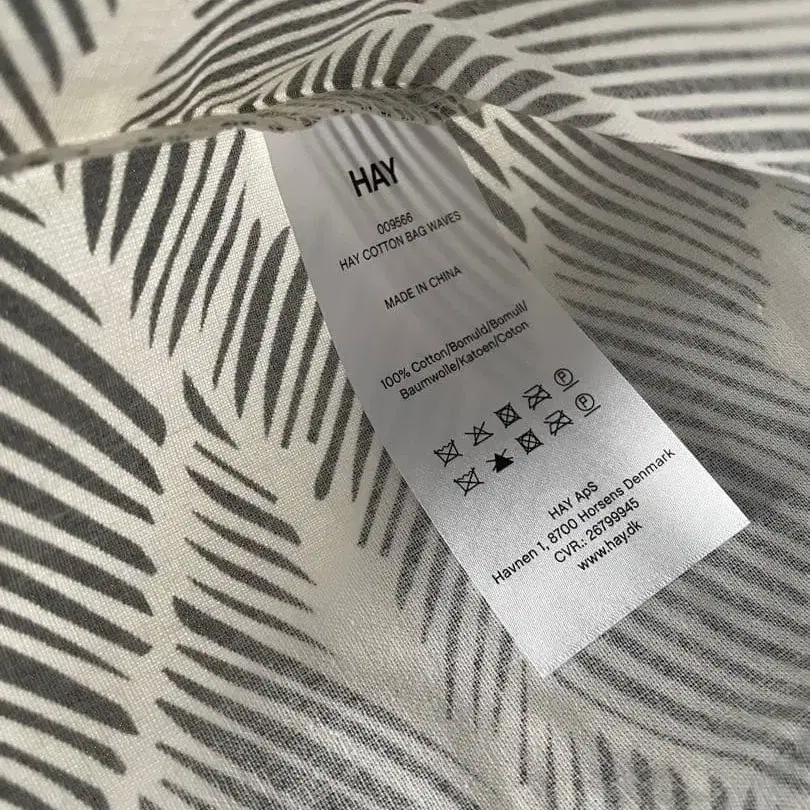 HAY
009566
HAY COTTON BAG WAVES
MADE IN CHINA
100% Cotton/Bomuld/Bomull/
Baumwolle/Katoen/Coton
P
P
HAY ApS
Havnen 1, 8700 Horsens Denmark
CVR.: 26799945
www.hay.dk